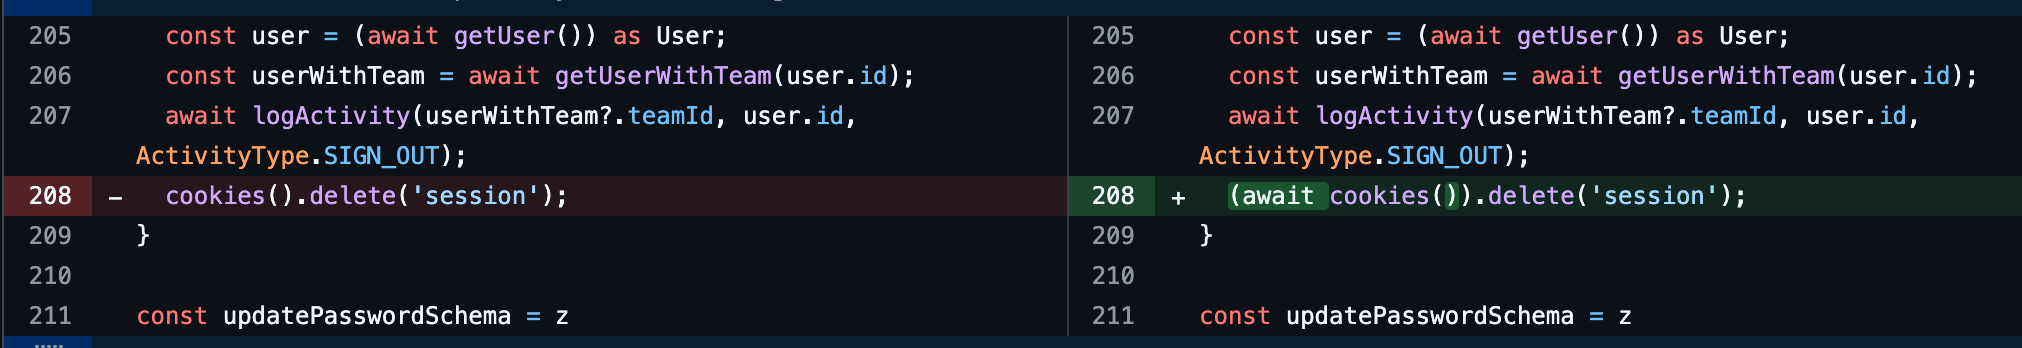 205 const user = (await getUser()) as User;
206 const userWithTeam = await getUserWithTeam(user.id);
207 await logActivity(userWithTeam?.teamId, user.id,
ActivityType.SIGN_OUT);
208 - cookies().delete('session');
209 }
210
211 const updatePasswordSchema = z
205 const user = (await getUser()) as User;
206 const userWithTeam = await getUserWithTeam(user.id);
207 await logActivity(userWithTeam?.teamId, user.id,
ActivityType.SIGN_OUT);
208 + (await cookies()).delete('session');
209 }
210
211 const updatePasswordSchema = z